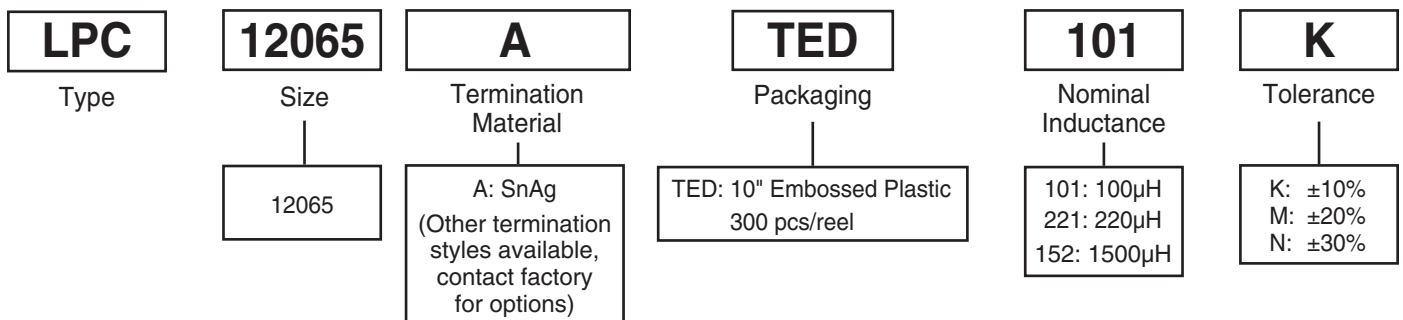 LPC 12065 A TED 101 K
Type Size Termination Material Packaging Nominal Inductance Tolerance
12065
A: SnAg
(Other termination
styles available,
contact factory
for options)
TED: 10" Embossed Plastic
300 pcs/reel
101: 100µH
221: 220µH
152: 1500µH
K: ±10%
M: ±20%
N: ±30%